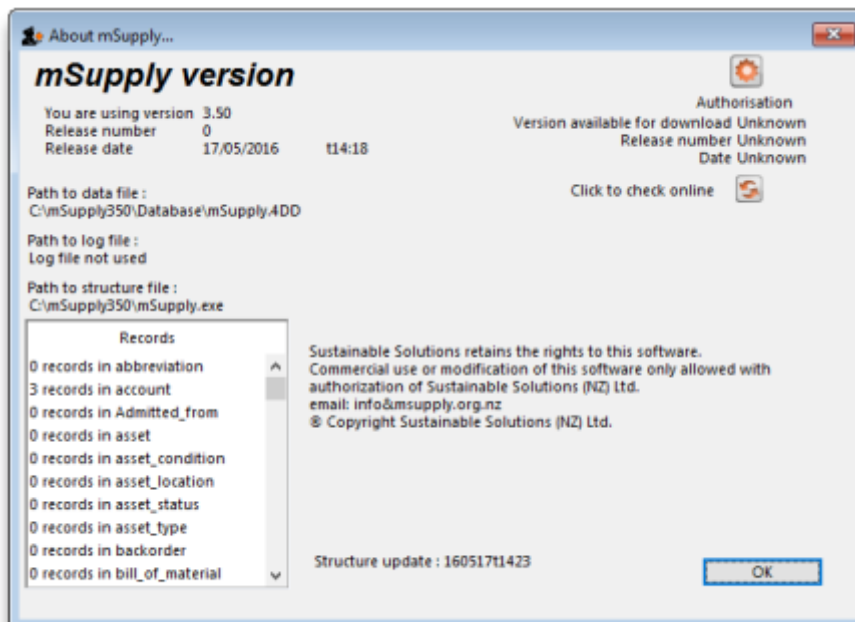 About mSupply...
mSupply version
You are using version 3.50
Release number 0
Release date 17/05/2016 t14:18
Authorisation
Version available for download Unknown
Release number Unknown
Date Unknown
Click to check online
Path to data file :
C:\mSupply350\Database\mSupply.4DD
Path to log file :
Log file not used
Path to structure file :
C:\mSupply350\mSupply.exe
Records
0 records in abbreviation
3 records in account
0 records in Admitted_from
0 records in asset
0 records in asset_condition
0 records in asset_location
0 records in asset_status
0 records in asset_type
0 records in backorder
0 records in bill_of_material
Sustainable Solutions retains the rights to this software.
Commercial use or modification of this software only allowed with
authorization of Sustainable Solutions (NZ) Ltd.
email: info&msupply.org.nz
® Copyright Sustainable Solutions (NZ) Ltd.
Structure update : 160517t1423
OK